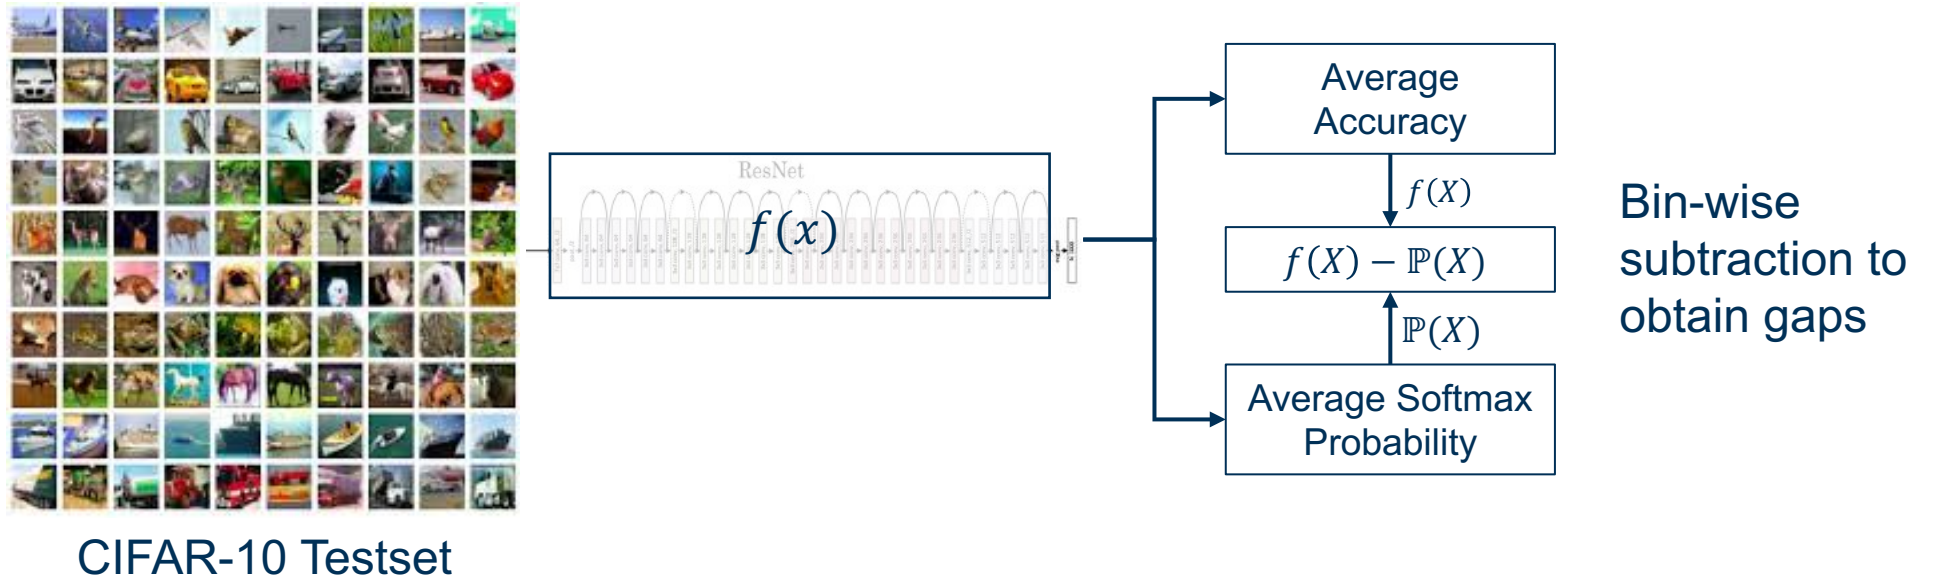 CIFAR-10 Testset
ResNet
f(x)
Average
Accuracy
f(X)
f(X) − ℙ(X)
ℙ(X)
Average Softmax
Probability
Bin-wise
subtraction to
obtain gaps